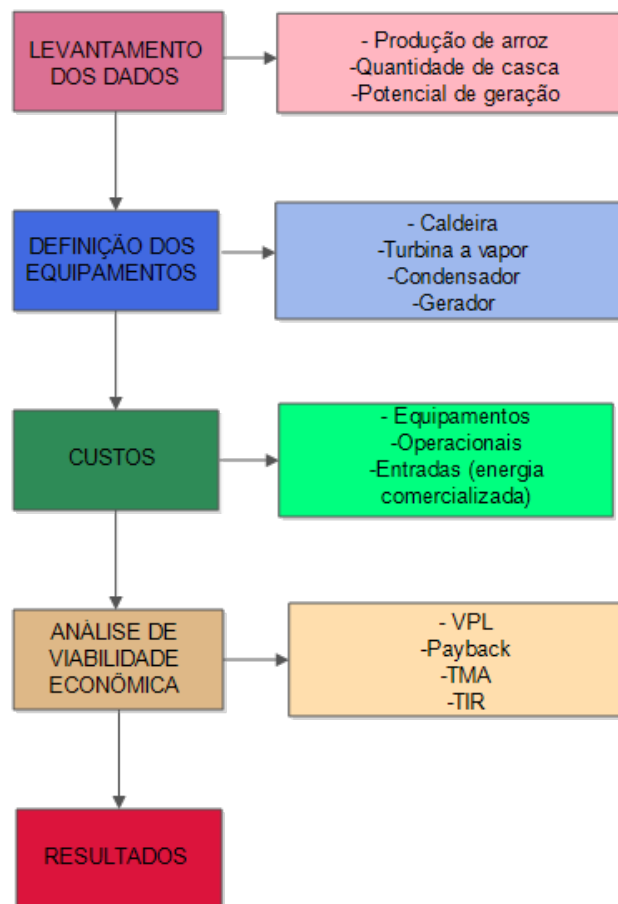 LEVANTAMENTO
DOS DADOS
- Produção de arroz
-Quantidade de casca
-Potencial de geração
DEFINIÇÃO DOS
EQUIPAMENTOS
- Caldeira
-Turbina a vapor
-Condensador
-Gerador
CUSTOS
- Equipamentos
-Operacionais
-Entradas (energia
comercializada)
ANÁLISE DE
VIABILIDADE
ECONÔMICA
- VPL
-Payback
-TMA
-TIR
RESULTADOS